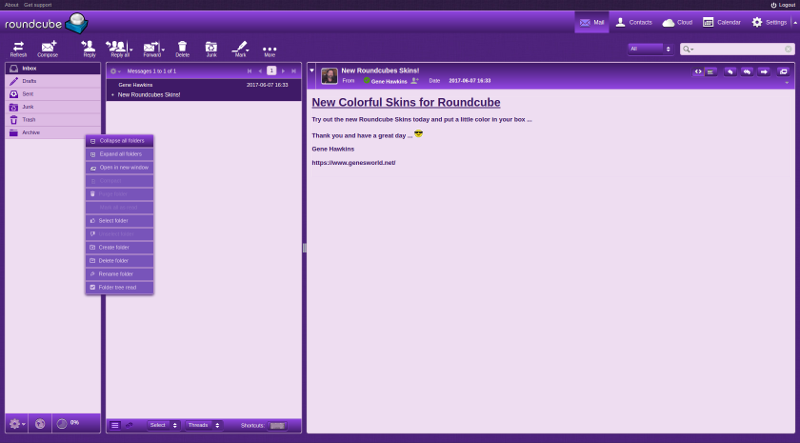 About Get support
Logout
roundcube
Mail Contacts Cloud Calendar Settings
Refresh Compose Reply Reply all Forward Delete Junk Mark More
All
Inbox
Drafts
Sent
Junk
Trash
Archive
Collapse all folders
Expand all folders
Open in new window
Select folder
Create folder
Delete folder
Rename folder
Folder tree read
0%
Messages 1 to 1 of 1
1
Gene Hawkins 2017-06-07 16:33
New Roundcubes Skins!
Select Threads Shortcuts:
New Roundcubes Skins!
From Gene Hawkins Date 2017-06-07 16:33
New Colorful Skins for Roundcube
Try out the new Roundcube Skins today and put a little color in your box ...
Thank you and have a great day ... 😎
Gene Hawkins
https://www.genesworld.net/